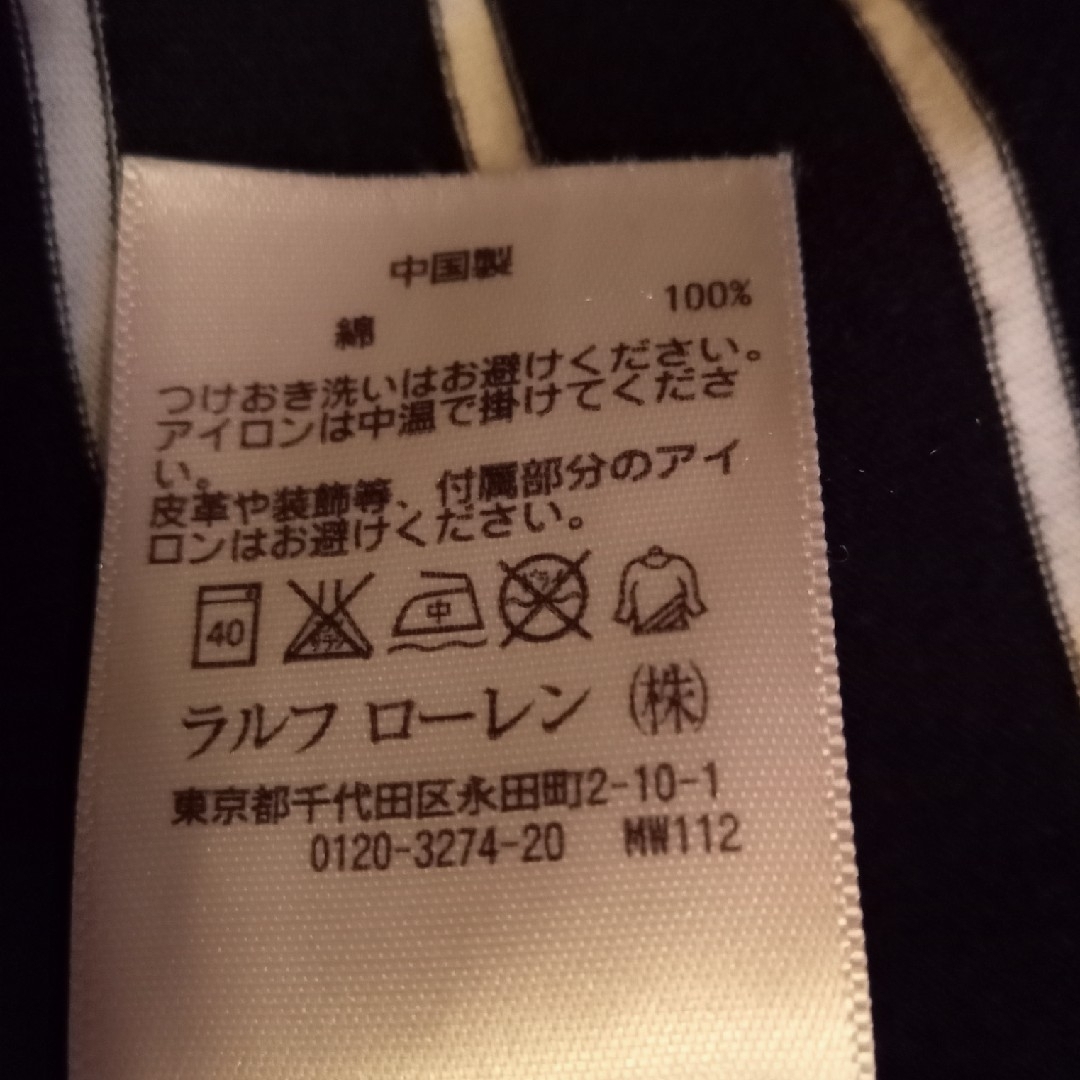 中国製
綿 100%
つけおき洗いはお避けください。
アイロンは中温で掛けてくださ
い。
皮革や装飾等、付属部分のアイ
ロンはお避けください。
40 中 ドライ
ラルフ ローレン ㈱
東京都千代田区永田町2-10-1
0120-3274-20 MW112